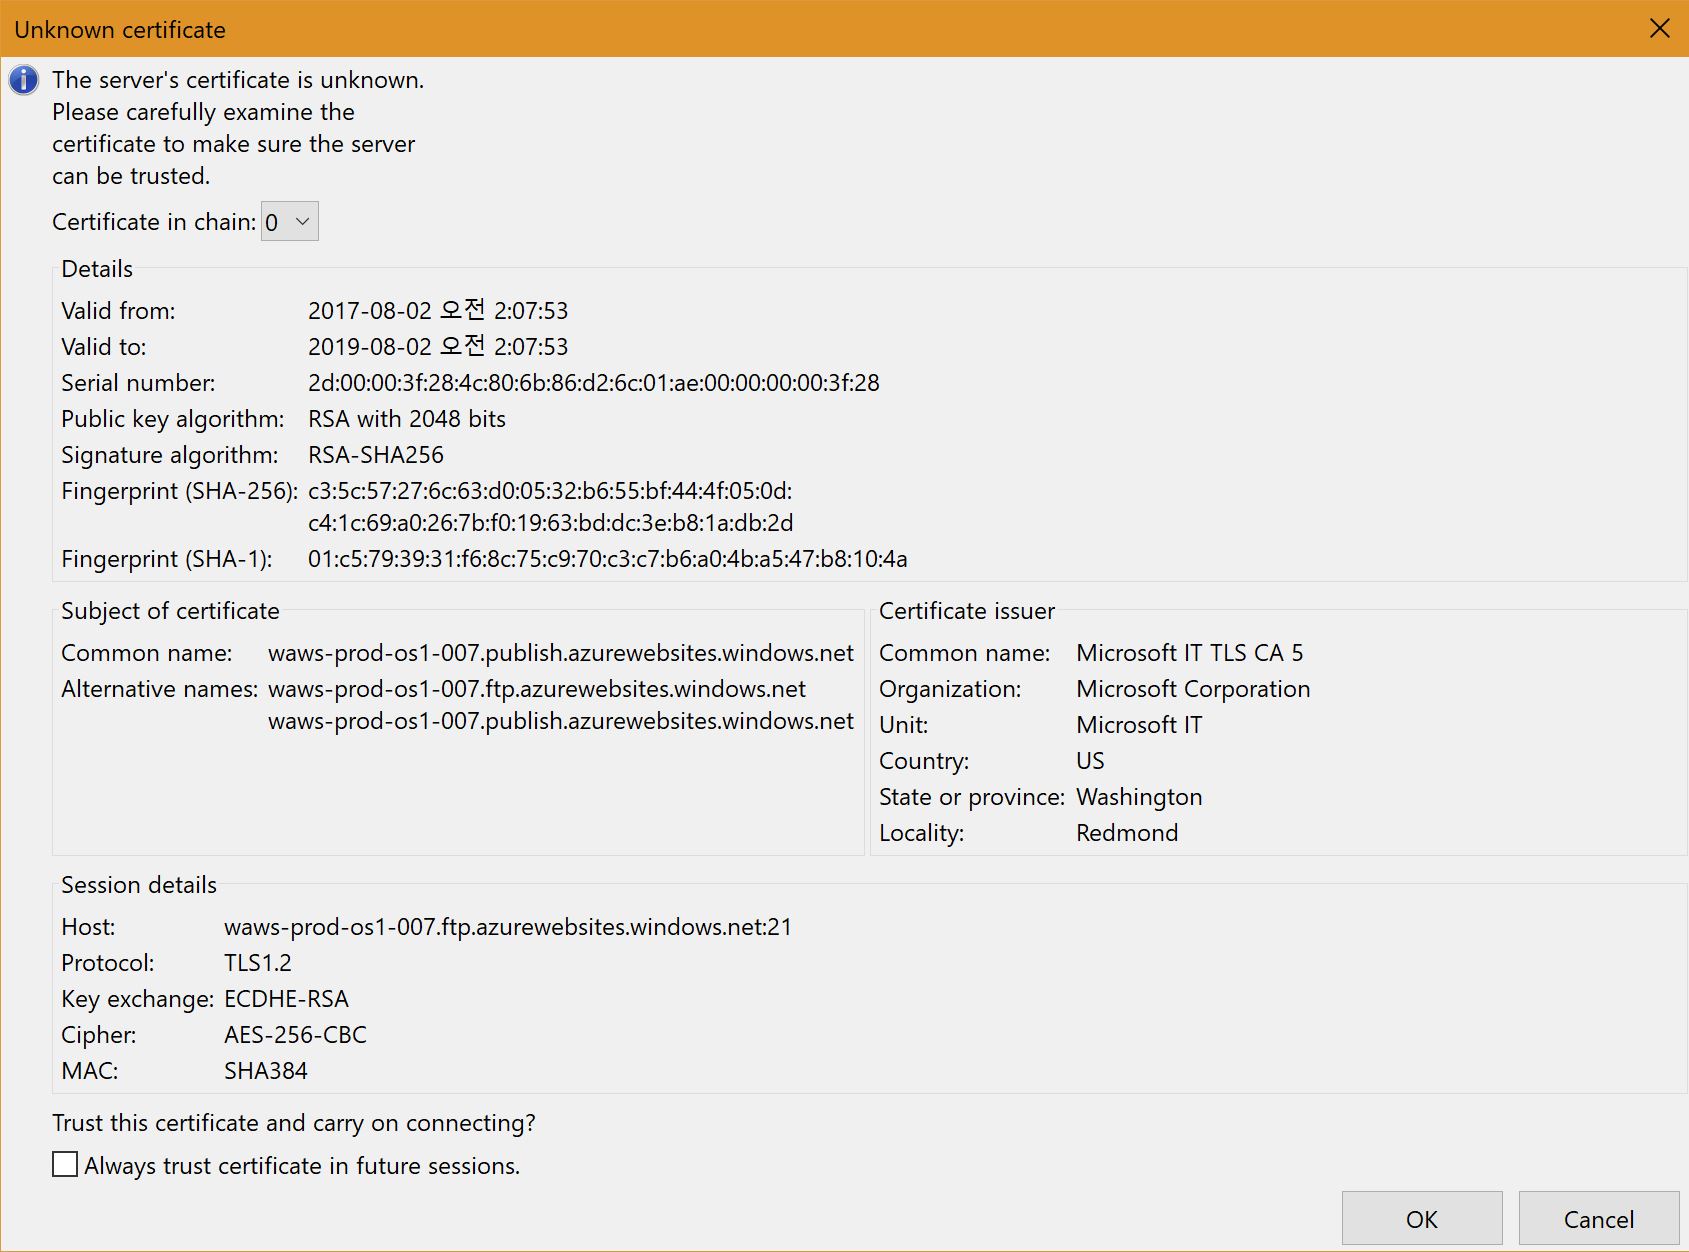 Unknown certificate
The server's certificate is unknown.
Please carefully examine the
certificate to make sure the server
can be trusted.
Certificate in chain: 0
Details
Valid from: 2017-08-02 오전 2:07:53
Valid to: 2019-08-02 오전 2:07:53
Serial number: 2d:00:00:3f:28:4c:80:6b:86:d2:6c:01:ae:00:00:00:00:3f:28
Public key algorithm: RSA with 2048 bits
Signature algorithm: RSA-SHA256
Fingerprint (SHA-256): c3:5c:57:27:6c:63:d0:05:32:b6:55:bf:44:4f:05:0d:
c4:1c:69:a0:26:7b:f0:19:63:bd:dc:3e:b8:1a:db:2d
Fingerprint (SHA-1): 01:c5:79:39:31:f6:8c:75:c9:70:c3:c7:b6:a0:4b:a5:47:b8:10:4a
Subject of certificate
Common name: waws-prod-os1-007.publish.azurewebsites.windows.net
Alternative names: waws-prod-os1-007.ftp.azurewebsites.windows.net
waws-prod-os1-007.publish.azurewebsites.windows.net
Certificate issuer
Common name: Microsoft IT TLS CA 5
Organization: Microsoft Corporation
Unit: Microsoft IT
Country: US
State or province: Washington
Locality: Redmond
Session details
Host: waws-prod-os1-007.ftp.azurewebsites.windows.net:21
Protocol: TLS1.2
Key exchange: ECDHE-RSA
Cipher: AES-256-CBC
MAC: SHA384
Trust this certificate and carry on connecting?
Always trust certificate in future sessions.
OK Cancel